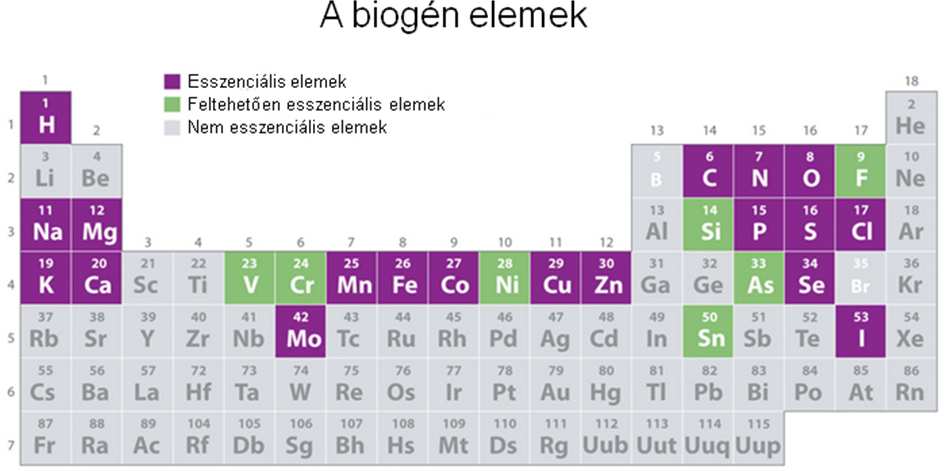 A biogén elemek
1 18
Esszenciális elemek
Feltehetően esszenciális elemek
Nem esszenciális elemek
1 2
1 H 2 13 14 15 16 17 He
3 4 5 6 7 8 9 10
2 Li Be B C N O F Ne
11 12 13 14 15 16 17 18
3 Na Mg 3 4 5 6 7 8 9 10 11 12 Al Si P S Cl Ar
19 20 21 22 23 24 25 26 27 28 29 30 31 32 33 34 35 36
4 K Ca Sc Ti V Cr Mn Fe Co Ni Cu Zn Ga Ge As Se Br Kr
37 38 39 40 41 42 43 44 45 46 47 48 49 50 51 52 53 54
5 Rb Sr Y Zr Nb Mo Tc Ru Rh Pd Ag Cd In Sn Sb Te I Xe
55 56 57 72 73 74 75 76 77 78 79 80 81 82 83 84 85 86
6 Cs Ba La Hf Ta W Re Os Ir Pt Au Hg Tl Pb Bi Po At Rn
87 88 89 104 105 106 107 108 109 110 111 112 113 114 115
7 Fr Ra Ac Rf Db Sg Bh Hs Mt Ds Rg Uub Uut Uuq Uup